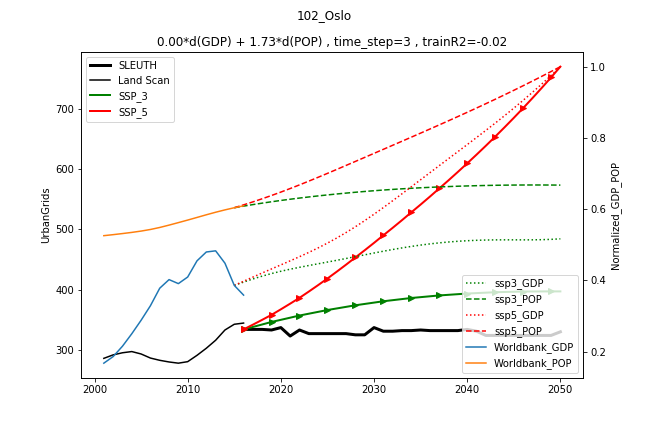 102_Oslo
0.00*d(GDP) + 1.73*d(POP) , time_step=3 , trainR2=-0.02
SLEUTH
Land Scan
SSP_3
SSP_5
UrbanGrids
700
600
500
400
300
2000
2010
2020
2030
2040
2050
1.0
0.8
0.6
0.4
0.2
Normalized_GDP_POP
ssp3_GDP
ssp3_POP
ssp5_GDP
ssp5_POP
Worldbank_GDP
Worldbank_POP